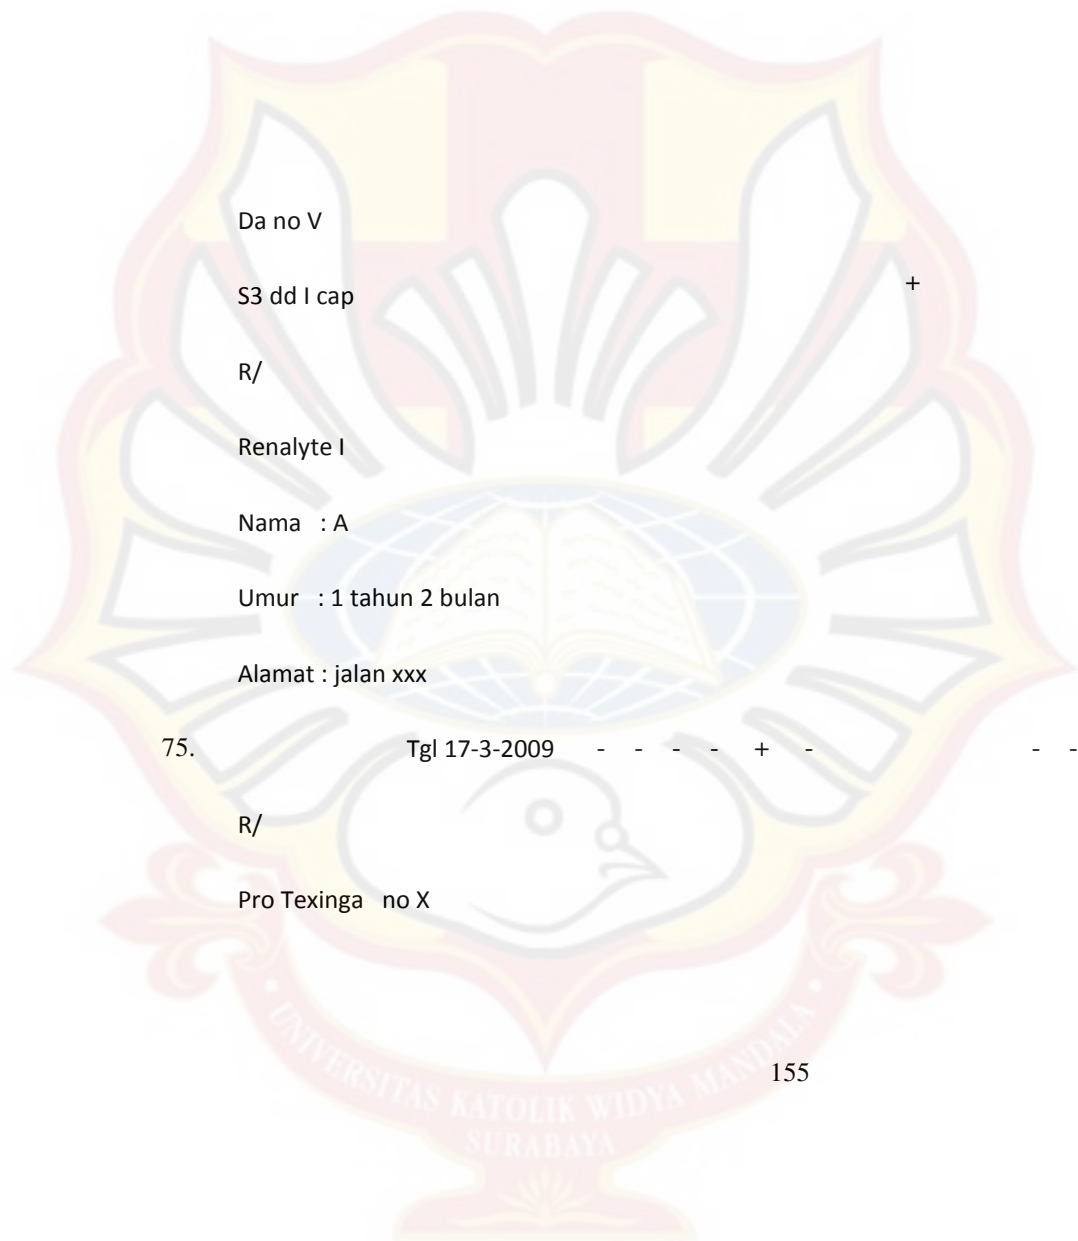 Da no V
S3 dd I cap +
R/
Renalyte I
Nama : A
Umur : 1 tahun 2 bulan
Alamat : jalan xxx
75. Tgl 17-3-2009 - - - - + - - -
R/
Pro Texinga no X
155
UNIVERSITAS KATOLIK WIDYA MANDALA
SURABAYA